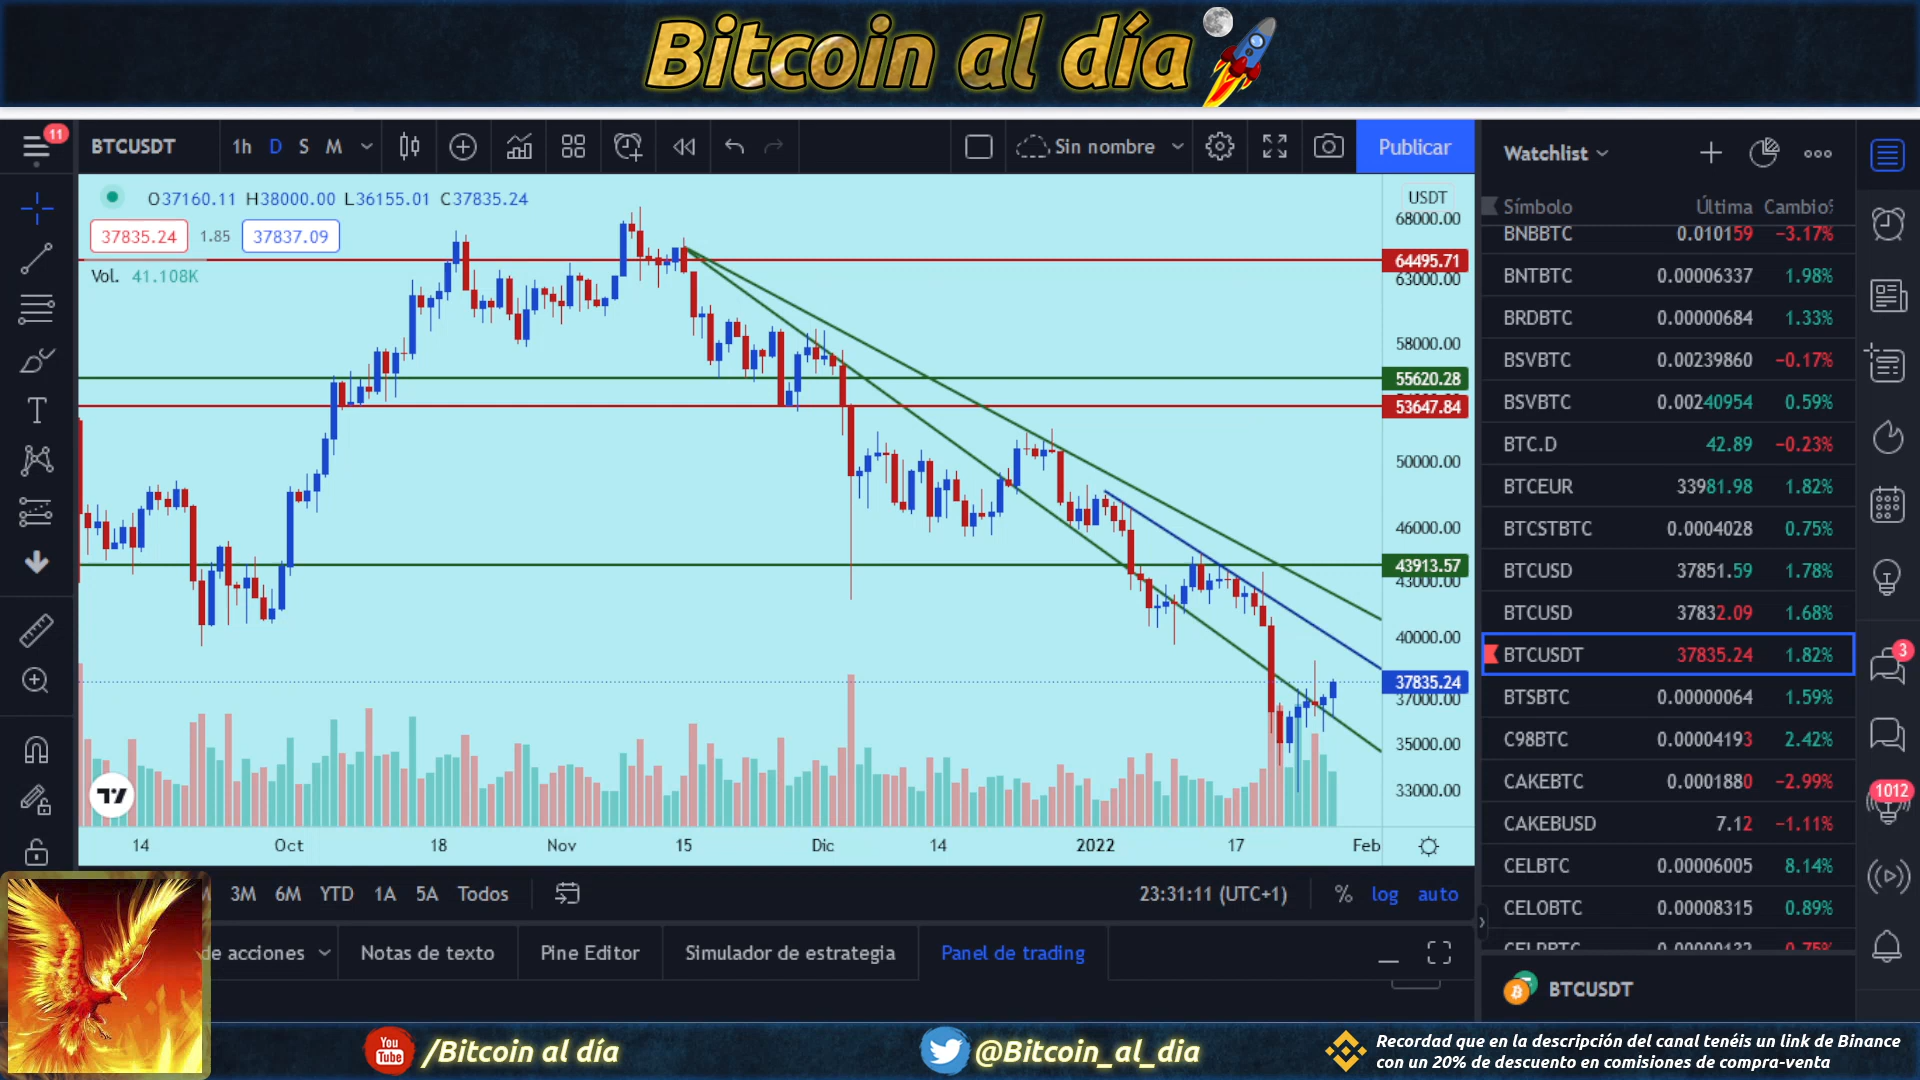 Bitcoin al día
11
BTCUSDT
1h D S M
Sin nombre
Publicar
O37160.11 H38000.00 L36155.01 C37835.24
37835.24 1.85 37837.09
Vol. 41.108K
USDT
68000.00
64495.71
63000.00
58000.00
55620.28
53647.84
50000.00
46000.00
43913.57
43000.00
40000.00
37835.24
37000.00
35000.00
33000.00
14 Oct 18 Nov 15 Dic 14 2022 17 Feb
3M 6M YTD 1A 5A Todos
23:31:11 (UTC+1) % log auto
de acciones Notas de texto Pine Editor Simulador de estrategia Panel de trading
Watchlist
Símbolo Última Cambio%
BNBBTC 0.010159 −3.17%
BNTBTC 0.00006337 1.98%
BRDBTC 0.00000684 1.33%
BSVBTC 0.00239860 −0.17%
BSVBTC 0.00240954 0.59%
BTC.D 42.89 −0.23%
BTCEUR 33981.98 1.82%
BTCSTBTC 0.0004028 0.75%
BTCUSD 37851.59 1.78%
BTCUSD 37832.09 1.68%
BTCUSDT 37835.24 1.82%
BTSBTC 0.00000064 1.59%
C98BTC 0.00004193 2.42%
CAKEBTC 0.0001880 −2.99%
CAKEBUSD 7.12 −1.11%
CELBTC 0.00006005 8.14%
CELOBTC 0.00008315 0.89%
BTCUSDT
3
1012
You
Tube
/Bitcoin al día
@Bitcoin_al_dia
Recordad que en la descripción del canal tenéis un link de Binance
con un 20% de descuento en comisiones de compra-venta